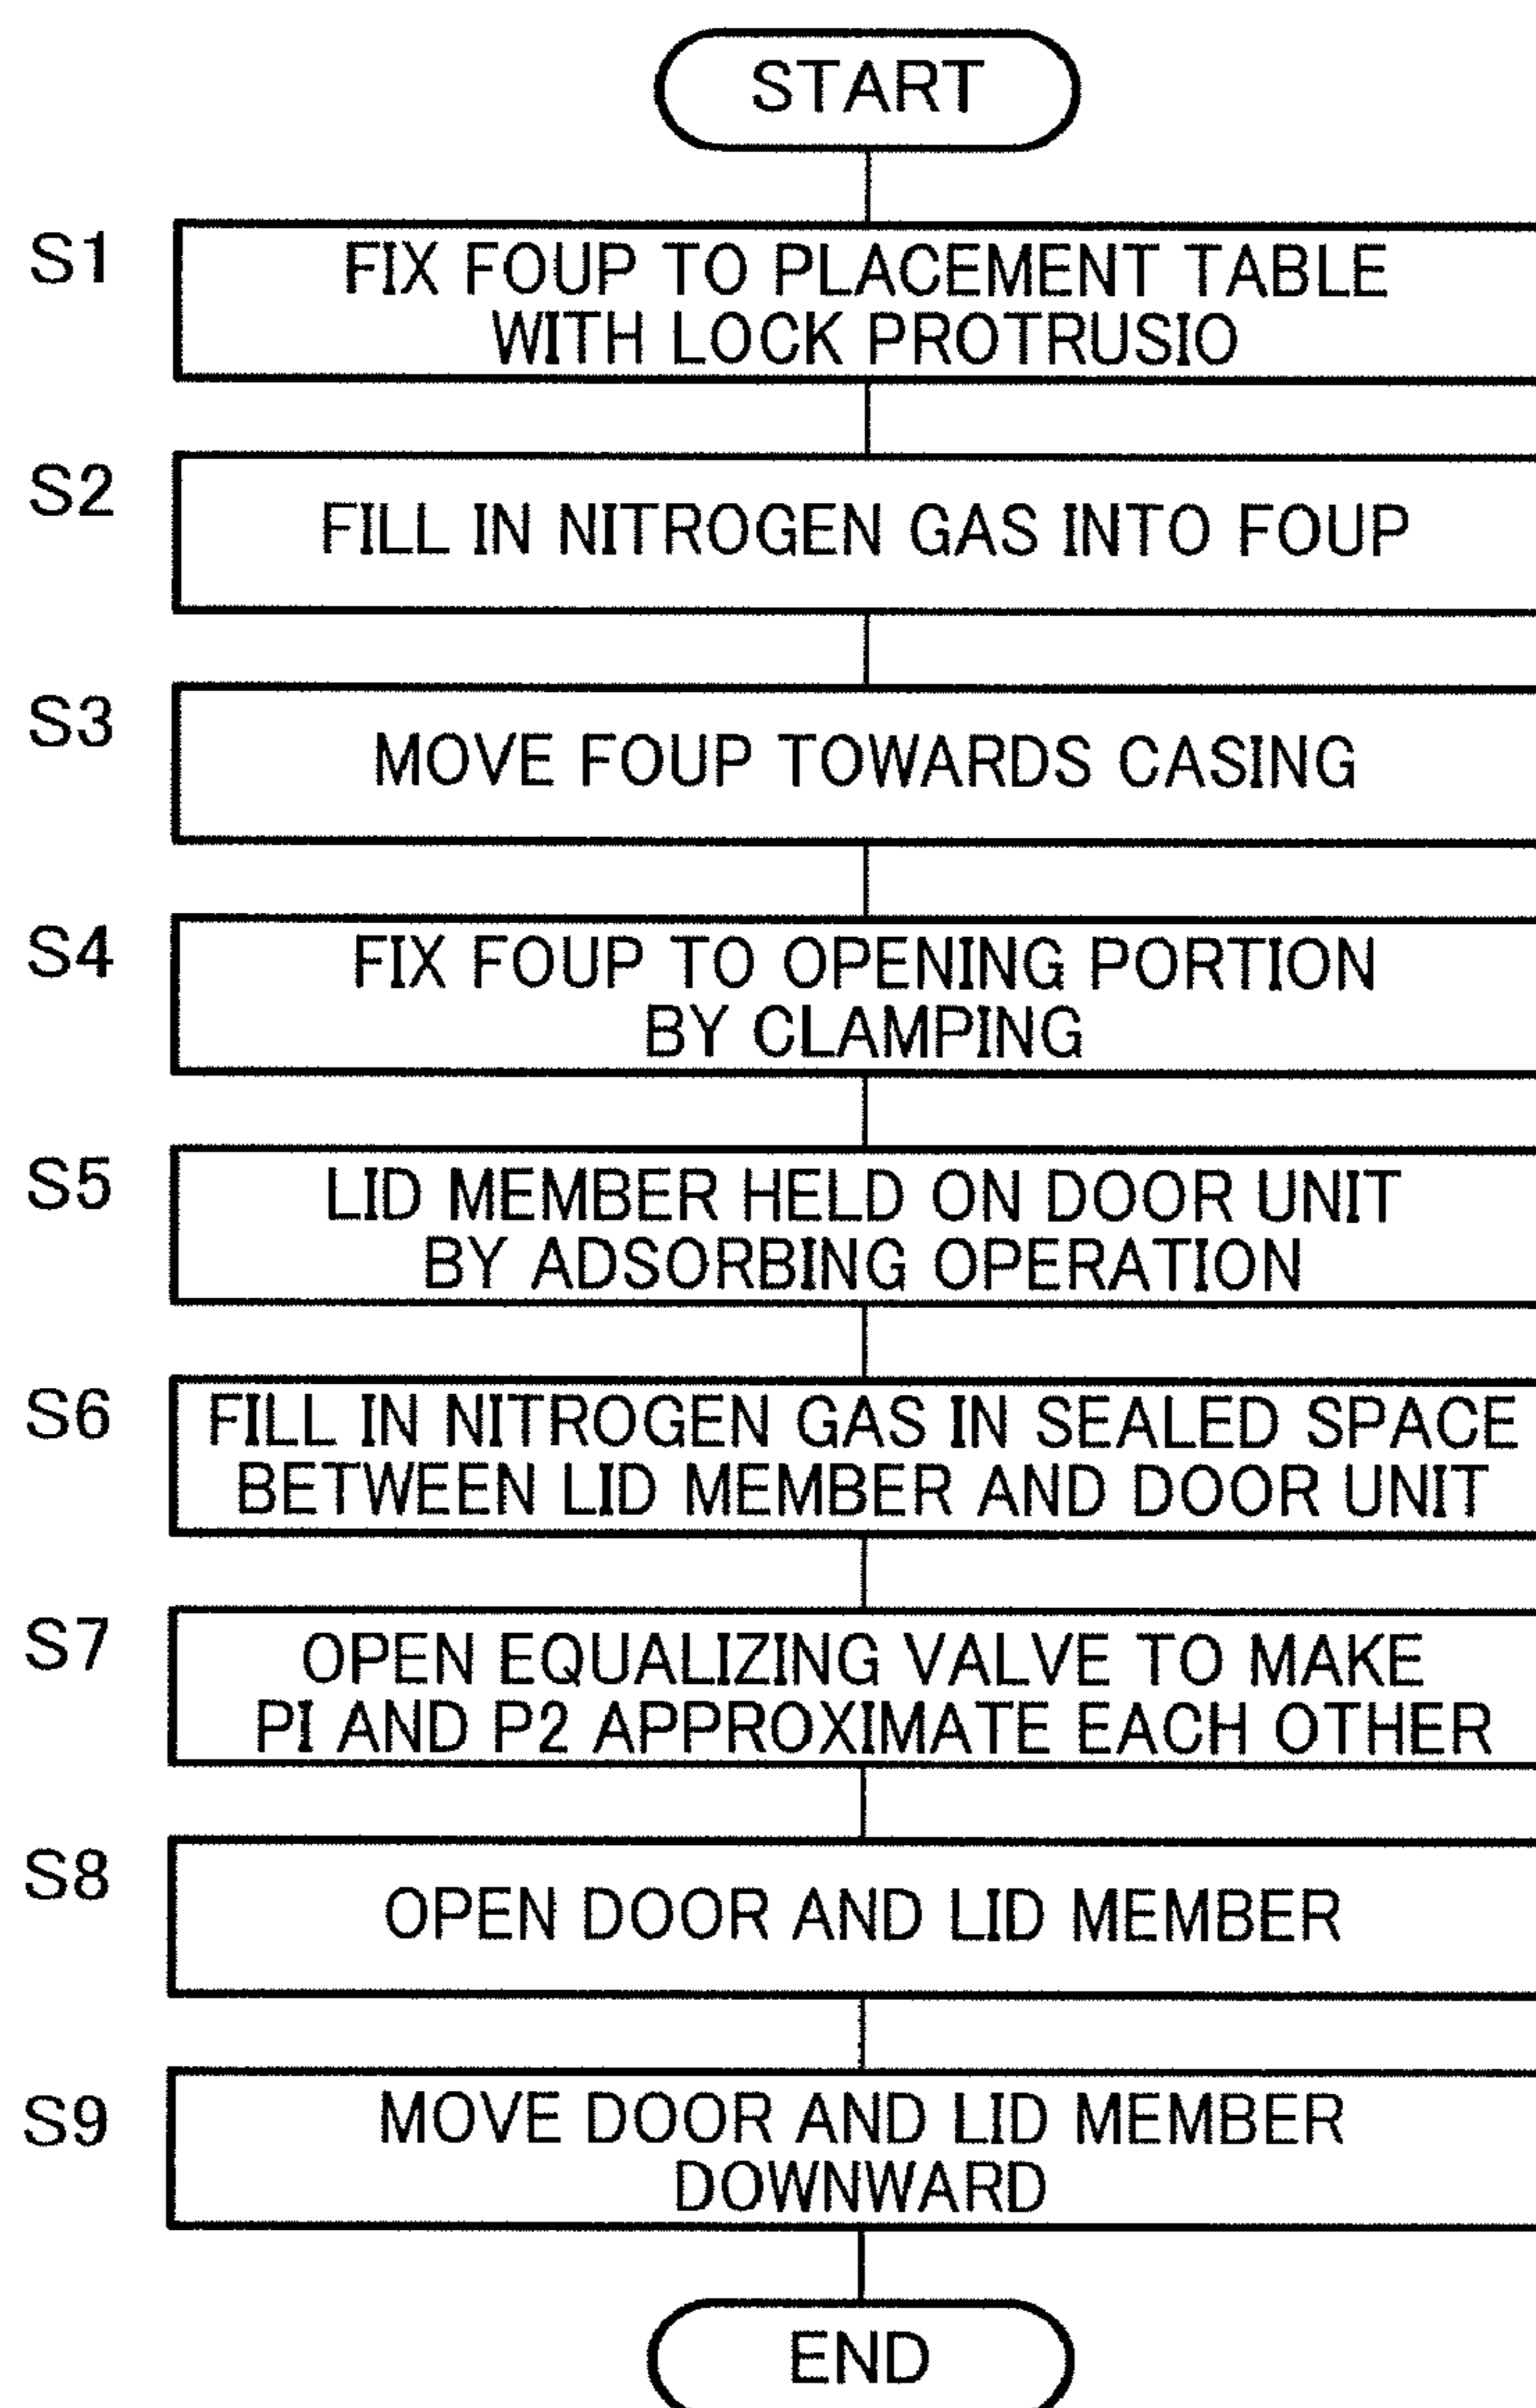 START
S1
FIX FOUP TO PLACEMENT TABLE
WITH LOCK PROTRUSIO
S2
FILL IN NITROGEN GAS INTO FOUP
S3
MOVE FOUP TOWARDS CASING
S4
FIX FOUP TO OPENING PORTION
BY CLAMPING
S5
LID MEMBER HELD ON DOOR UNIT
BY ADSORBING OPERATION
S6
FILL IN NITROGEN GAS IN SEALED SPACE
BETWEEN LID MEMBER AND DOOR UNIT
S7
OPEN EQUALIZING VALVE TO MAKE
PI AND P2 APPROXIMATE EACH OTHER
S8
OPEN DOOR AND LID MEMBER
S9
MOVE DOOR AND LID MEMBER
DOWNWARD
END